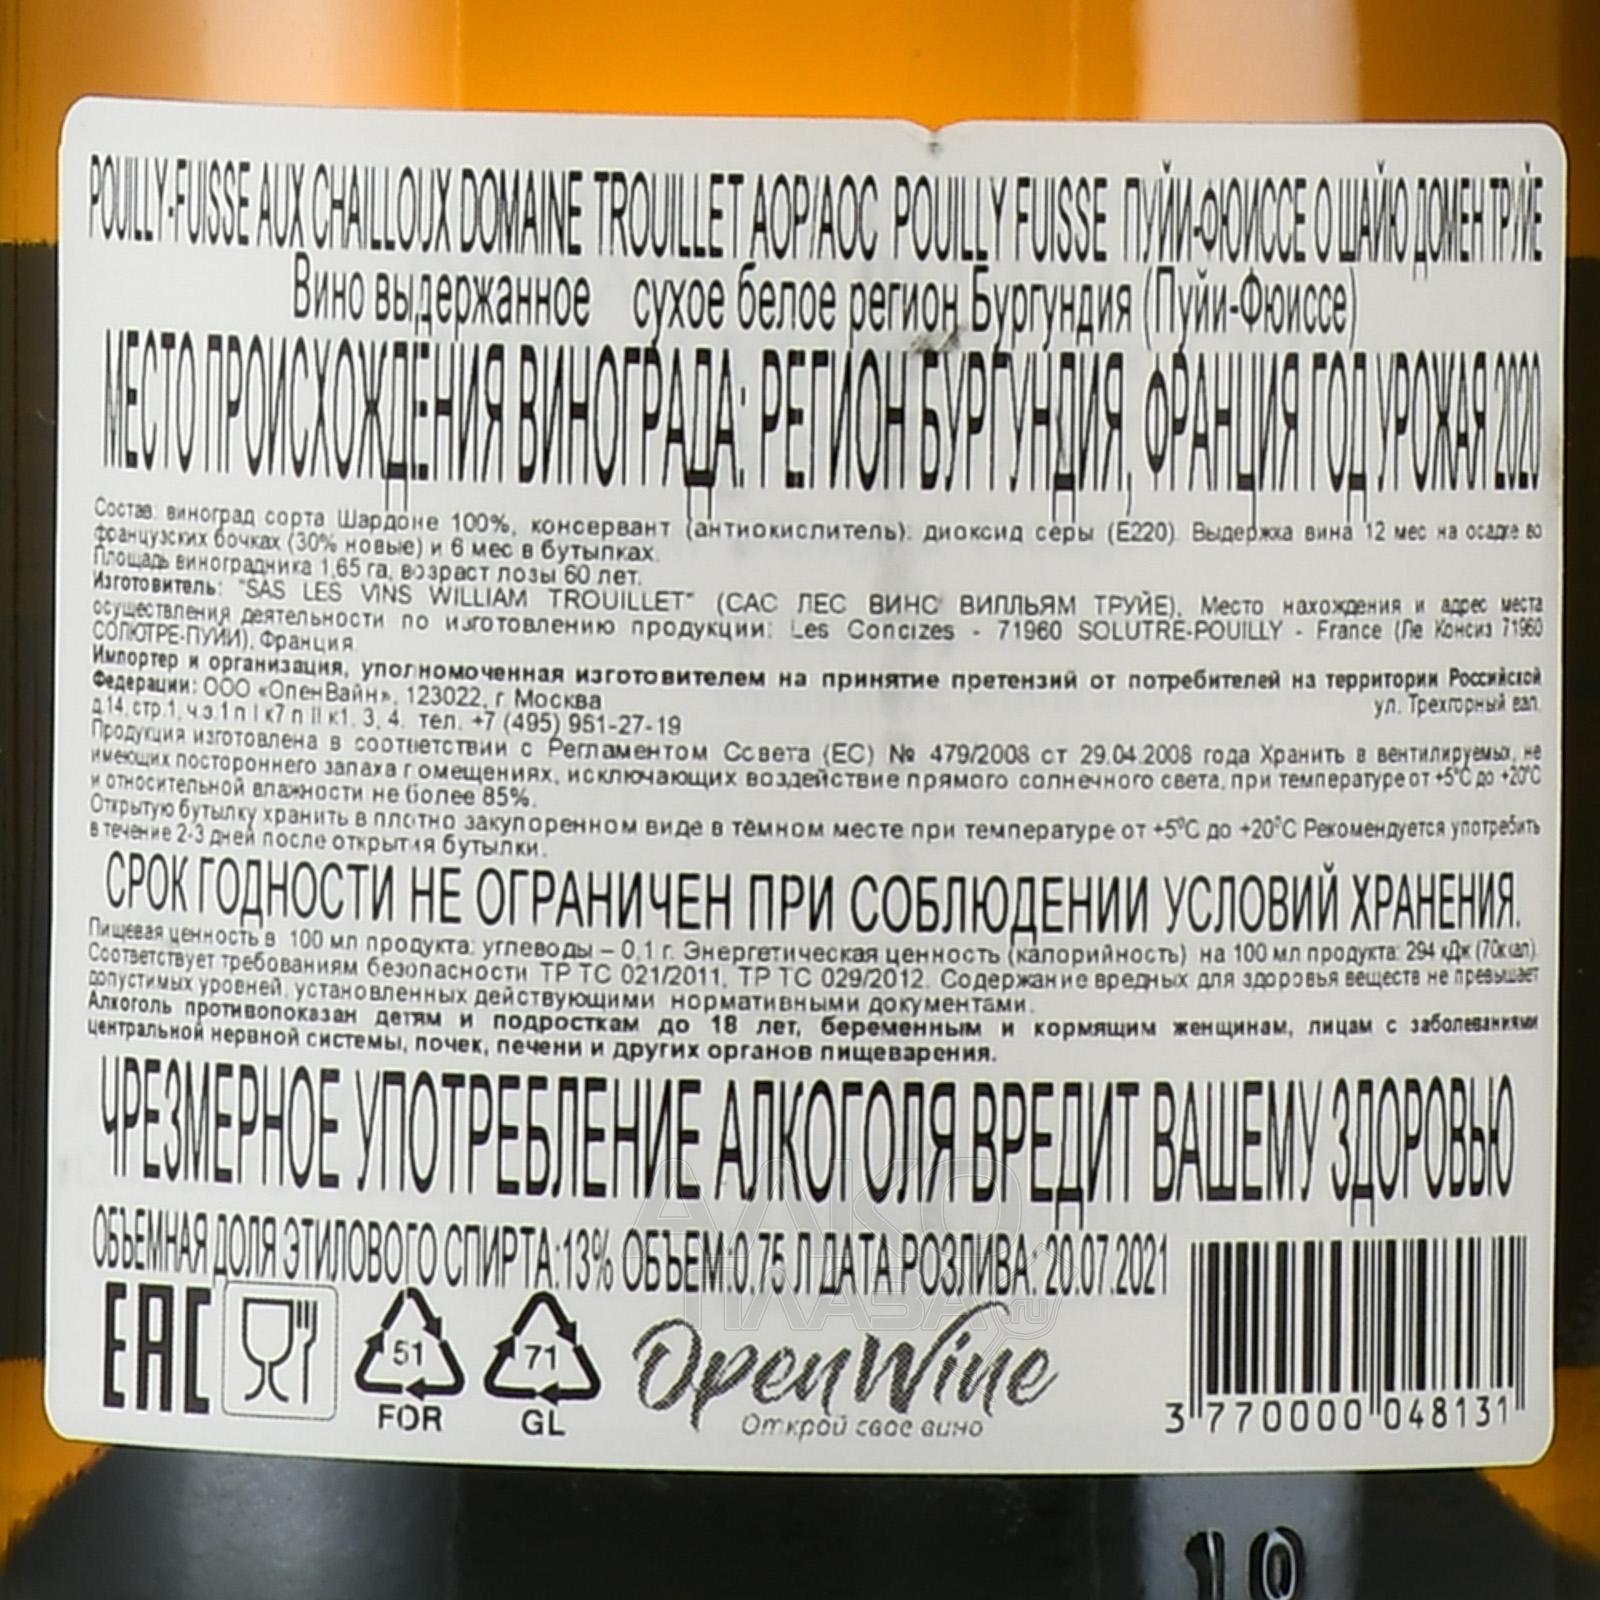 POUILLY-FUISSE AUX CHAILLOUX DOMAINE TROUILLET AOP/AOC POUILLY FUISSE ПУЙИ-ФЮИССЕ О ШАЙЮ ДОМЕН ТРУЙЕ
Вино выдержанное сухое белое регион Бургундия (Пуйи-Фюиссе)
МЕСТО ПРОИСХОЖДЕНИЯ ВИНОГРАДА: РЕГИОН БУРГУНДИЯ, ФРАНЦИЯ ГОД УРОЖАЯ 2020
Состав: виноград сорта Шардоне 100%, консервант (антиокислитель): диоксид серы (Е220). Выдержка вина 12 мес на осадке во
французских бочках (30% новые) и 6 мес в бутылках.
Площадь виноградника 1,65 га, возраст лозы 60 лет.
Изготовитель: "SAS LES VINS WILLIAM TROUILLET" (САС ЛЕС ВИНС ВИЛЛЬЯМ ТРУЙЕ), Место нахождения и адрес места
осуществления деятельности по изготовлению продукции: Les Concizes - 71960 SOLUTRE-POUILLY - France (Ле Консиз 71960
СОЛЮТРЕ-ПУЙИ), Франция
Импортер и организация, уполномоченная изготовителем на принятие претензий от потребителей на территории Российской
Федерации: ООО «ОпенВайн», 123022, г. Москва ул. Трехгорный вал,
д.14, стр.1, ч.э.1 п I к7 п II к1, 3, 4, тел. +7 (495) 951-27-19
Продукция изготовлена в соответствии с Регламентом Совета (ЕС) № 479/2008 от 29.04.2008 года Хранить в вентилируемых, не
имеющих постороннего запаха помещениях, исключающих воздействие прямого солнечного света, при температуре от +5°С до +20°С
и относительной влажности не более 85%.
Открытую бутылку хранить в плотно закупоренном виде в тёмном месте при температуре от +5°С до +20°С Рекомендуется употребить
в течение 2-3 дней после открытия бутылки.
СРОК ГОДНОСТИ НЕ ОГРАНИЧЕН ПРИ СОБЛЮДЕНИИ УСЛОВИЙ ХРАНЕНИЯ.
Пищевая ценность в 100 мл продукта: углеводы – 0,1 г. Энергетическая ценность (калорийность) на 100 мл продукта: 294 кДж (70ккал).
Соответствует требованиям безопасности ТР ТС 021/2011, ТР ТС 029/2012. Содержание вредных для здоровья веществ не превышает
допустимых уровней, установленных действующими нормативными документами.
Алкоголь противопоказан детям и подросткам до 18 лет, беременным и кормящим женщинам, лицам с заболеваниями
центральной нервной системы, почек, печени и других органов пищеварения.
ЧРЕЗМЕРНОЕ УПОТРЕБЛЕНИЕ АЛКОГОЛЯ ВРЕДИТ ВАШЕМУ ЗДОРОВЬЮ
ОБЪЕМНАЯ ДОЛЯ ЭТИЛОВОГО СПИРТА:13% ОБЪЕМ:0,75 Л ДАТА РОЗЛИВА: 20.07.2021
АЛКО
ПЛАЗА.ru
EAC
51
FOR
71
GL
OpenWine
Открой свое вино
3 770000 048131